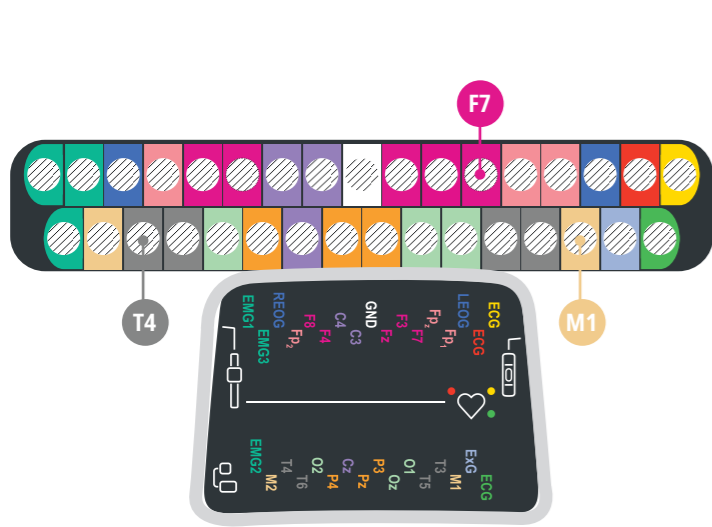 F7
T4
M1
EMG1
EMG3
REOG
Fp2
F8
F4
C4
C3
GND
Fz
F3
F7
Fpz
Fp1
LEOG
ECG
ECG
L
EMG2
M2
T4
T6
O2
P4
Cz
Pz
P3
Oz
O1
T5
T3
M1
ExG
ECG